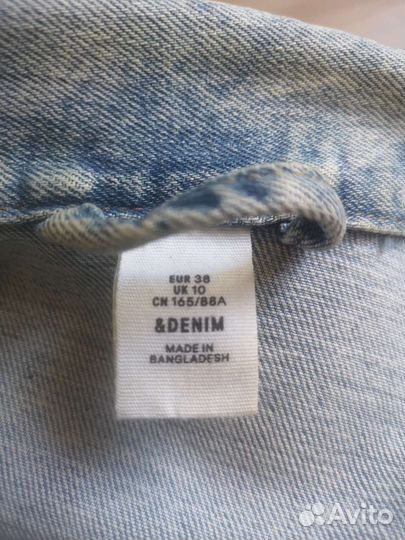 EUR 38
UK 10
CN 165/88A
&DENIM
MADE IN
BANGLADESH
Avito